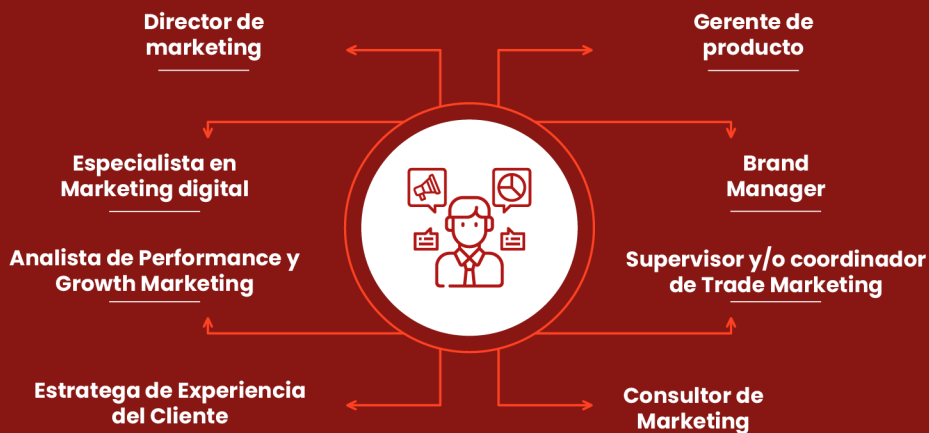 Director de
marketing
Gerente de
producto
Especialista en
Marketing digital
Brand
Manager
Analista de Performance y
Growth Marketing
Supervisor y/o coordinador
de Trade Marketing
Estratega de Experiencia
del Cliente
Consultor de
Marketing